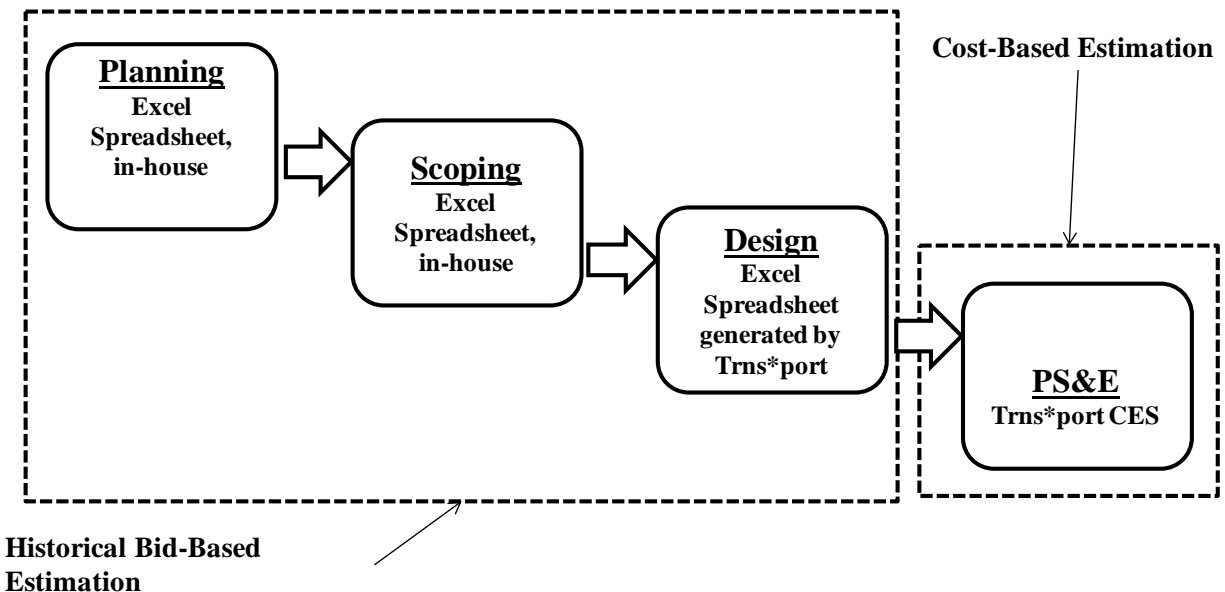 Cost-Based Estimation
Planning
Excel
Spreadsheet,
in-house
Scoping
Excel
Spreadsheet,
in-house
Design
Excel
Spreadsheet
generated by
Trns*port
PS&E
Trns*port CES
Historical Bid-Based
Estimation